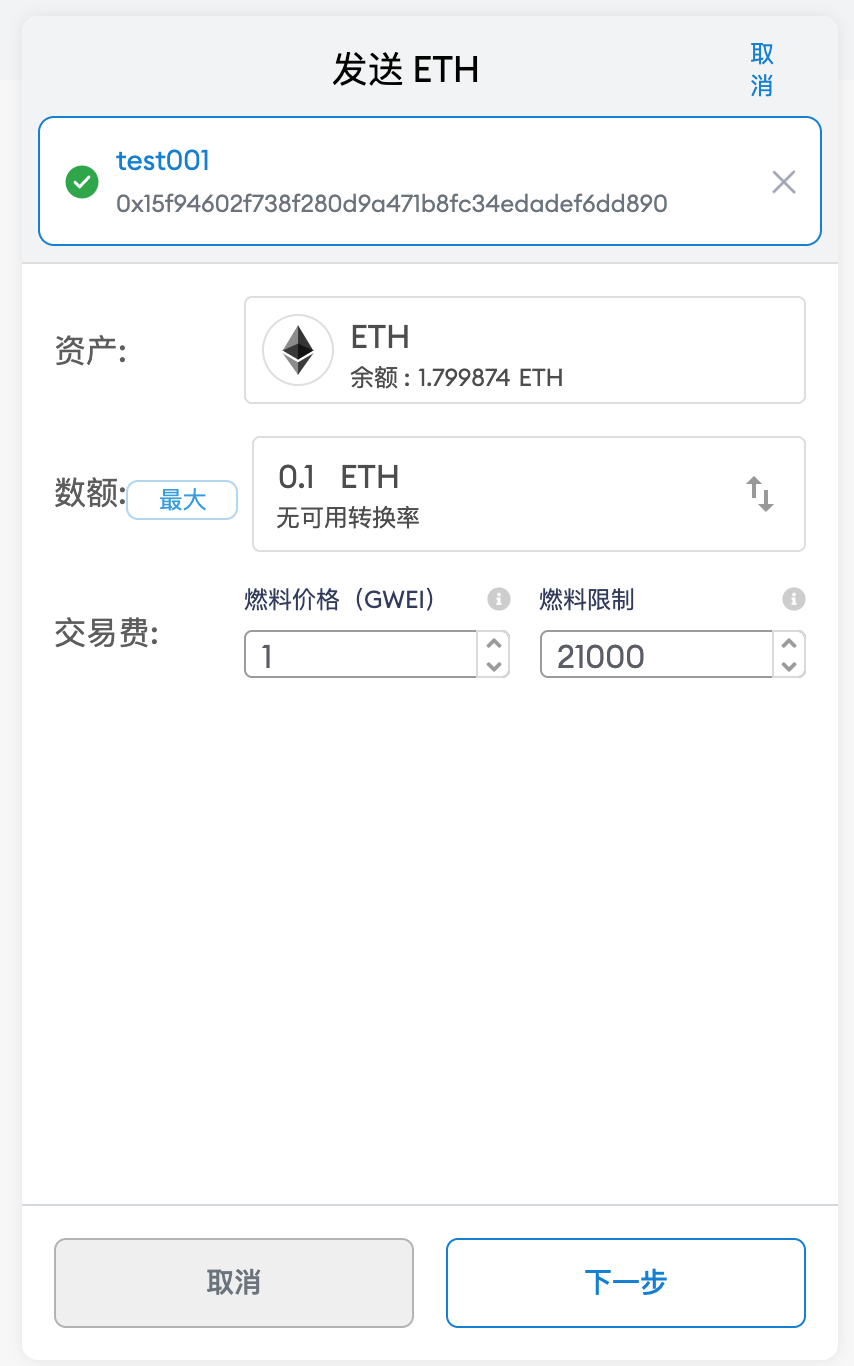 发送 ETH
取消
test001
0x15f94602f738f280d9a471b8fc34edadef6dd890
资产:
ETH
余额 : 1.799874 ETH
数额:
最大
0.1 ETH
无可用转换率
交易费:
燃料价格（GWEI）
燃料限制
1
21000
取消
下一步